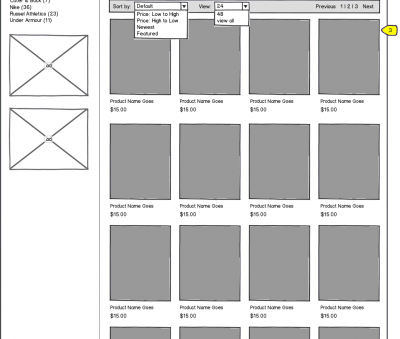 Nike (36)
Russel Athletics (23)
Under Armour (11)
ad
ad
Sort by: Default
Price: Low to High
Price: High to Low
Newest
Featured
View: 24
48
view all
Previous 1 | 2 | 3 Next
3
Product Name Goes Product Name Goes Product Name Goes Product Name Goes
$15.00 $15.00 $15.00 $15.00
Product Name Goes Product Name Goes Product Name Goes Product Name Goes
$15.00 $15.00 $15.00 $15.00
Product Name Goes Product Name Goes Product Name Goes Product Name Goes
$15.00 $15.00 $15.00 $15.00